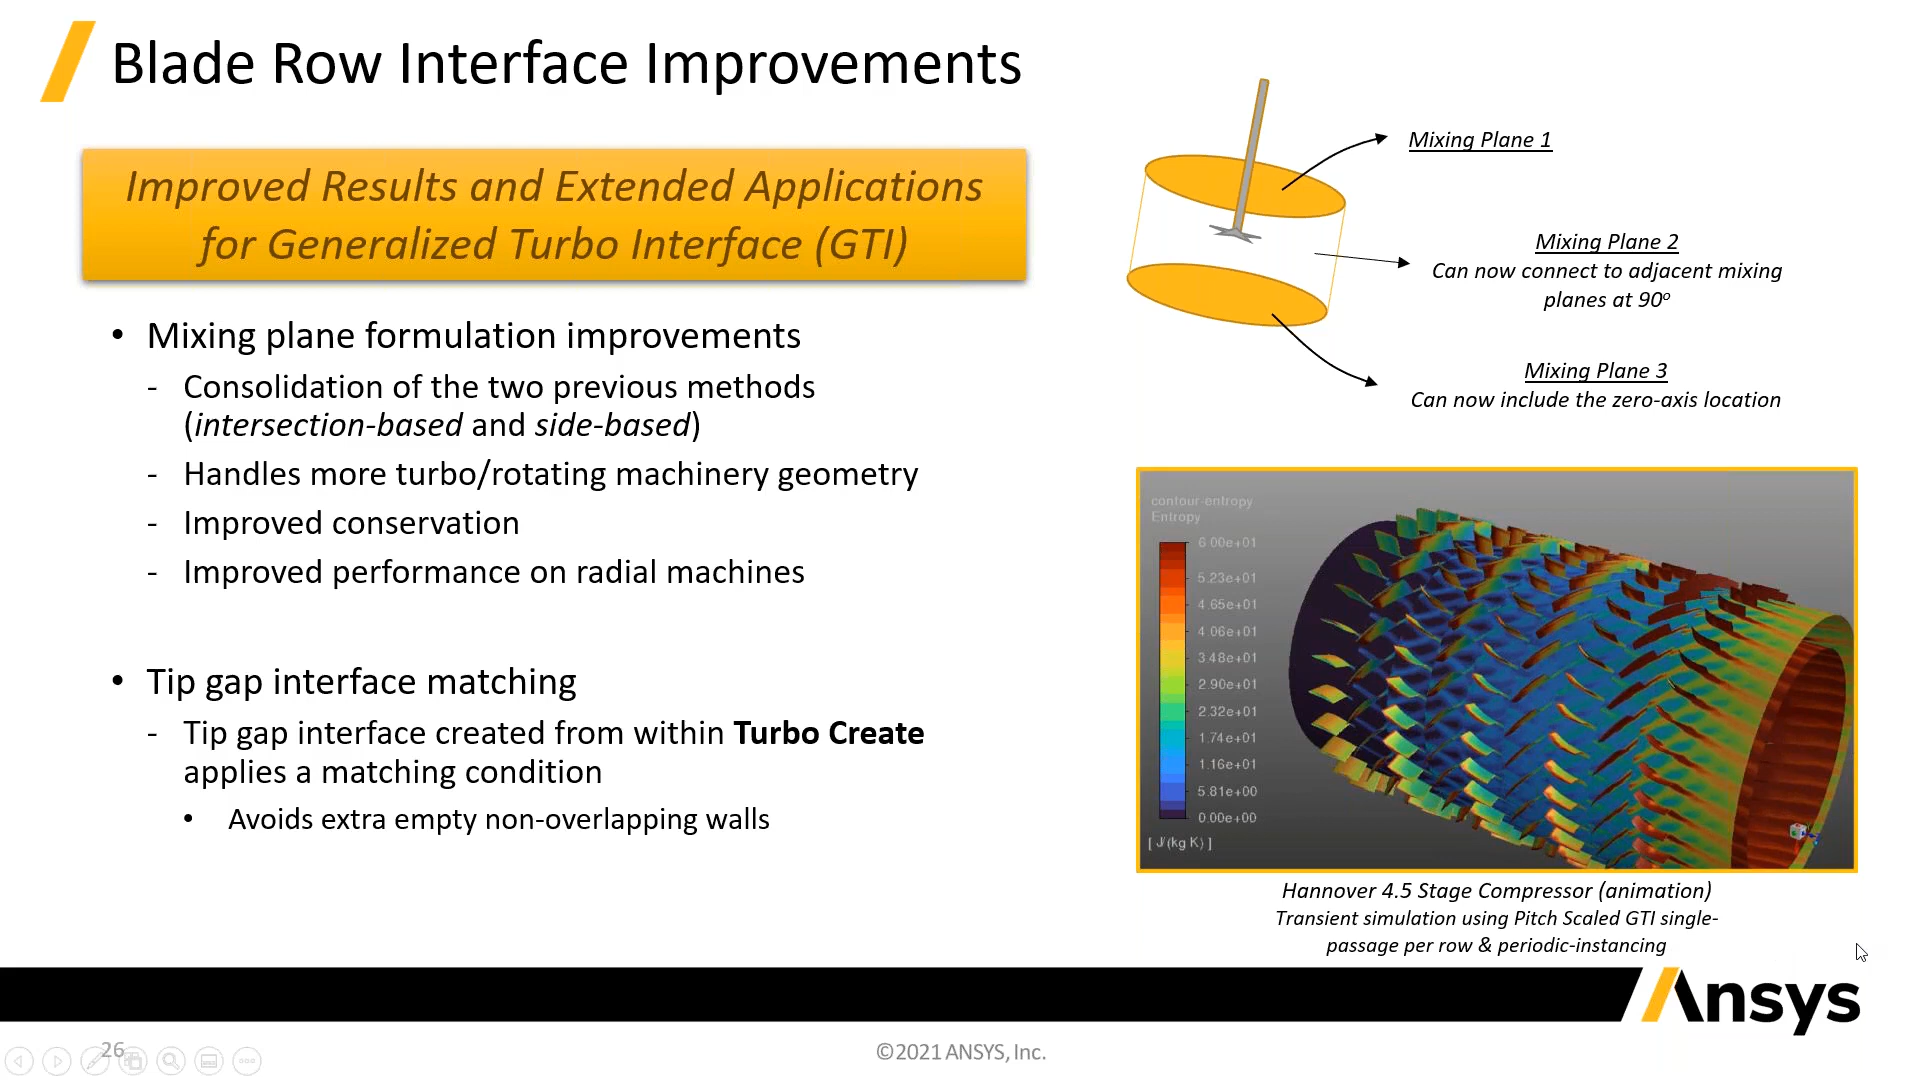 Blade Row Interface Improvements
Improved Results and Extended Applications
for Generalized Turbo Interface (GTI)
• Mixing plane formulation improvements
- Consolidation of the two previous methods
(intersection-based and side-based)
- Handles more turbo/rotating machinery geometry
- Improved conservation
- Improved performance on radial machines
• Tip gap interface matching
- Tip gap interface created from within Turbo Create
applies a matching condition
• Avoids extra empty non-overlapping walls
Mixing Plane 1
Mixing Plane 2
Can now connect to adjacent mixing
planes at 90º
Mixing Plane 3
Can now include the zero-axis location
contour-entropy
Entropy
6.00e+01
5.23e+01
4.65e+01
4.06e+01
3.48e+01
2.90e+01
2.32e+01
1.74e+01
1.16e+01
5.81e+00
0.00e+00
[ J/(kg K) ]
Hannover 4.5 Stage Compressor (animation)
Transient simulation using Pitch Scaled GTI single-
passage per row & periodic-instancing
Ansys
26
©2021 ANSYS, Inc.